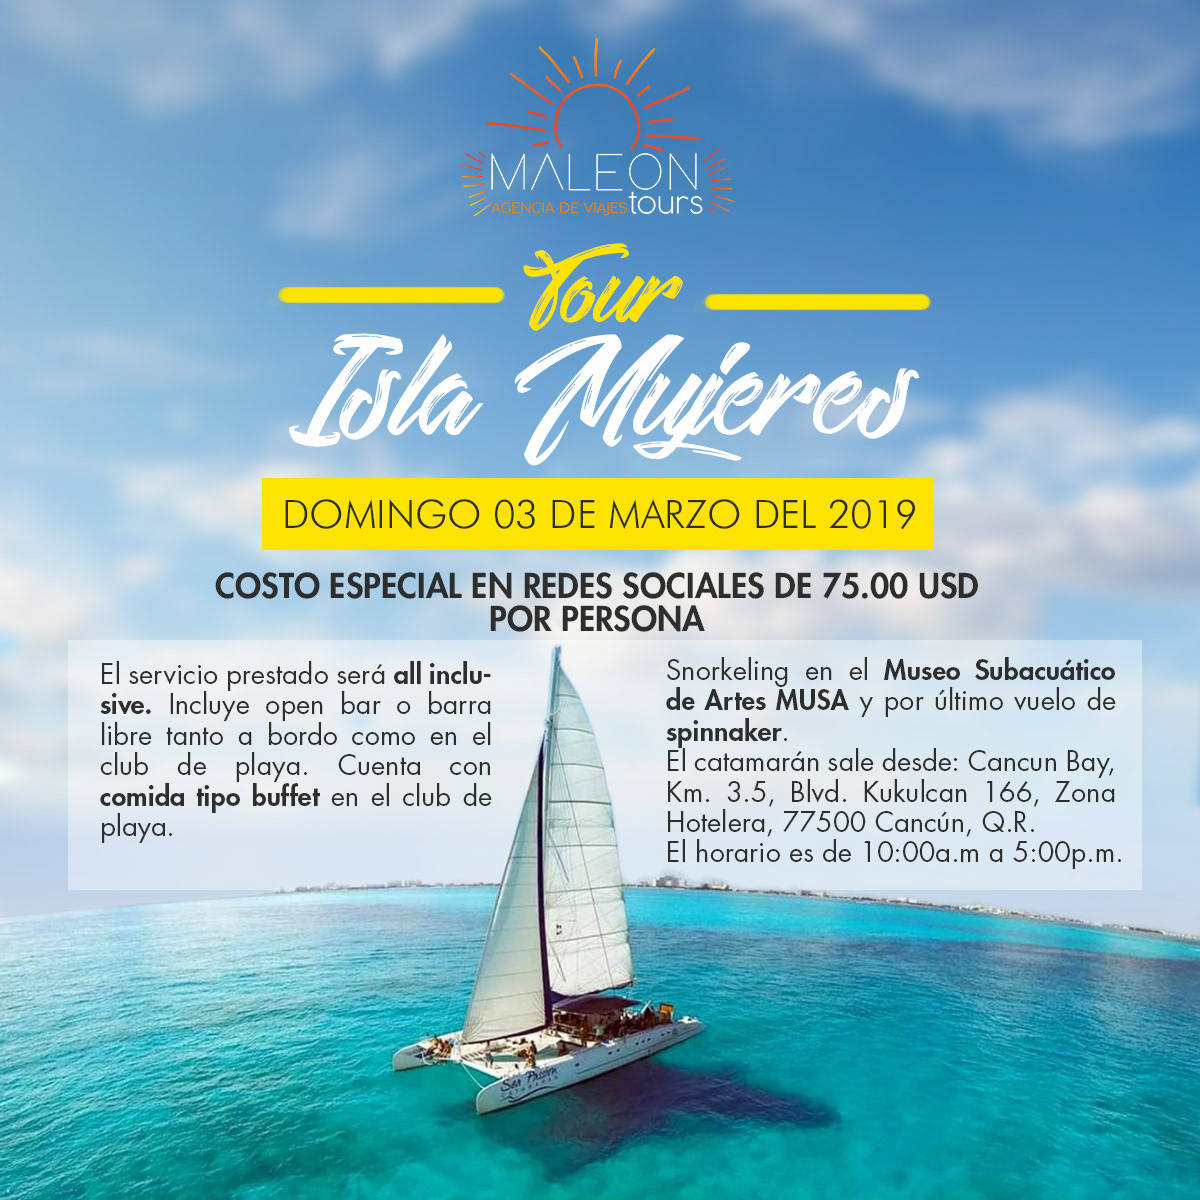 MALEON
AGENCIA DE VIAJES tours
Tour
Isla Mujeres
DOMINGO 03 DE MARZO DEL 2019
COSTO ESPECIAL EN REDES SOCIALES DE 75.00 USD
POR PERSONA
El servicio prestado será all inclu-
sive. Incluye open bar o barra
libre tanto a bordo como en el
club de playa. Cuenta con
comida tipo buffet en el club de
playa.
Snorkeling en el Museo Subacuático
de Artes MUSA y por último vuelo de
spinnaker.
El catamarán sale desde: Cancun Bay,
Km. 3.5, Blvd. Kukulcan 166, Zona
Hotelera, 77500 Cancún, Q.R.
El horario es de 10:00a.m a 5:00p.m.
Sea Passion
CATAMARAN